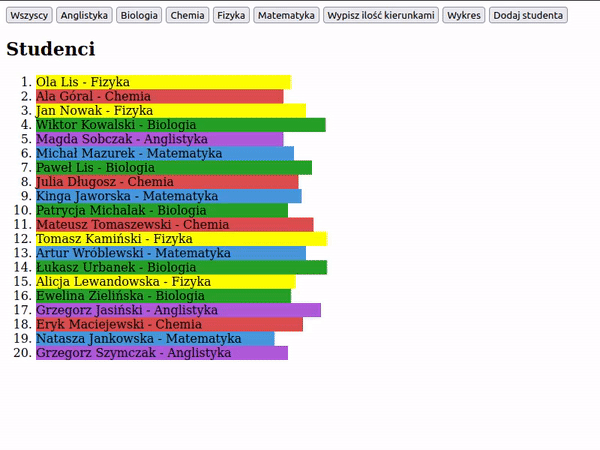 Wszyscy Anglistyka Biologia Chemia Fizyka Matematyka Wypisz ilość kierunkami Wykres Dodaj studenta
Studenci
1. Ola Lis - Fizyka
2. Ala Góral - Chemia
3. Jan Nowak - Fizyka
4. Wiktor Kowalski - Biologia
5. Magda Sobczak - Anglistyka
6. Michał Mazurek - Matematyka
7. Paweł Lis - Biologia
8. Julia Długosz - Chemia
9. Kinga Jaworska - Matematyka
10. Patrycja Michalak - Biologia
11. Mateusz Tomaszewski - Chemia
12. Tomasz Kamiński - Fizyka
13. Artur Wróblewski - Matematyka
14. Łukasz Urbanek - Biologia
15. Alicja Lewandowska - Fizyka
16. Ewelina Zielińska - Biologia
17. Grzegorz Jasiński - Anglistyka
18. Eryk Maciejewski - Chemia
19. Natasza Jankowska - Matematyka
20. Grzegorz Szymczak - Anglistyka